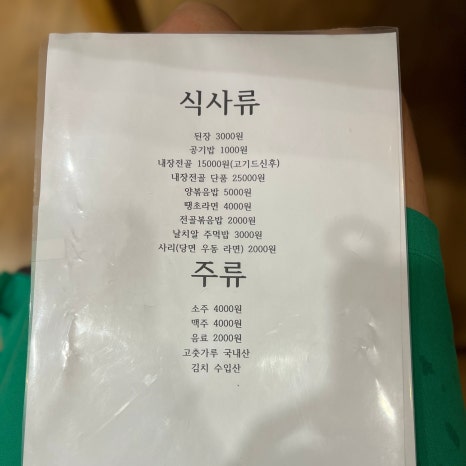 식사류
된장 3000원
공기밥 1000원
내장전골 15000원(고기드신후)
내장전골 단품 25000원
양볶음밥 5000원
땡초라면 4000원
전골볶음밥 2000원
날치알 주먹밥 3000원
사리(당면 우동 라면) 2000원
주류
소주 4000원
맥주 4000원
음료 2000원
고춧가루 국내산
김치 수입산